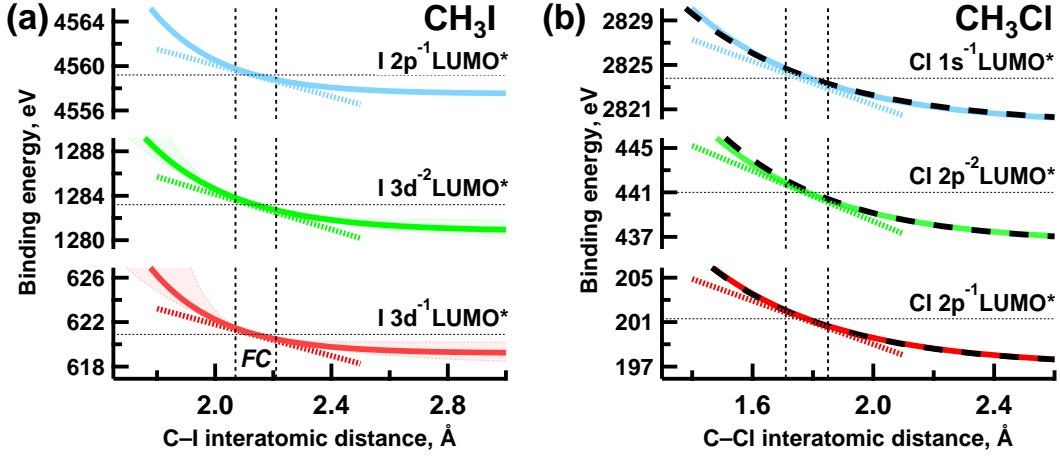 (a)
CH3I
4564
4560
4556
I 2p-1LUMO*
1288
1284
1280
I 3d-2LUMO*
626
622
618
I 3d-1LUMO*
FC
Binding energy, eV
2.0
2.4
2.8
C–I interatomic distance, Å
(b)
CH3Cl
2829
2825
2821
Cl 1s-1LUMO*
445
441
437
Cl 2p-2LUMO*
205
201
197
Cl 2p-1LUMO*
Binding energy, eV
1.6
2.0
2.4
C–Cl interatomic distance, Å